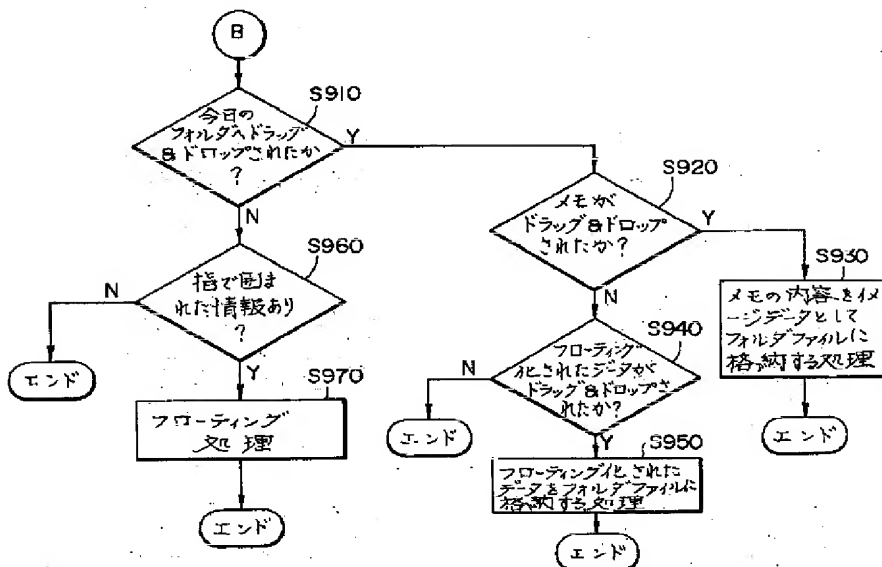 B
S910
今日の
フォルダへドラッグ
&ドロップされたか
?
Y
N
S920
メモが
ドラッグ&ドロップ
されたか?
Y
N
S930
メモの内容をイメ
ージデータとして
フォルダファイルに
格納する処理
エンド
S940
フローティング
化されたデータが
ドラッグ&ドロップさ
れたか?
N
エンド
Y
S950
フローティング化された
データをフォルダファイルに
格納する処理
エンド
S960
指で囲ま
れた情報あり
?
N
エンド
Y
S970
フローティング
処理
エンド